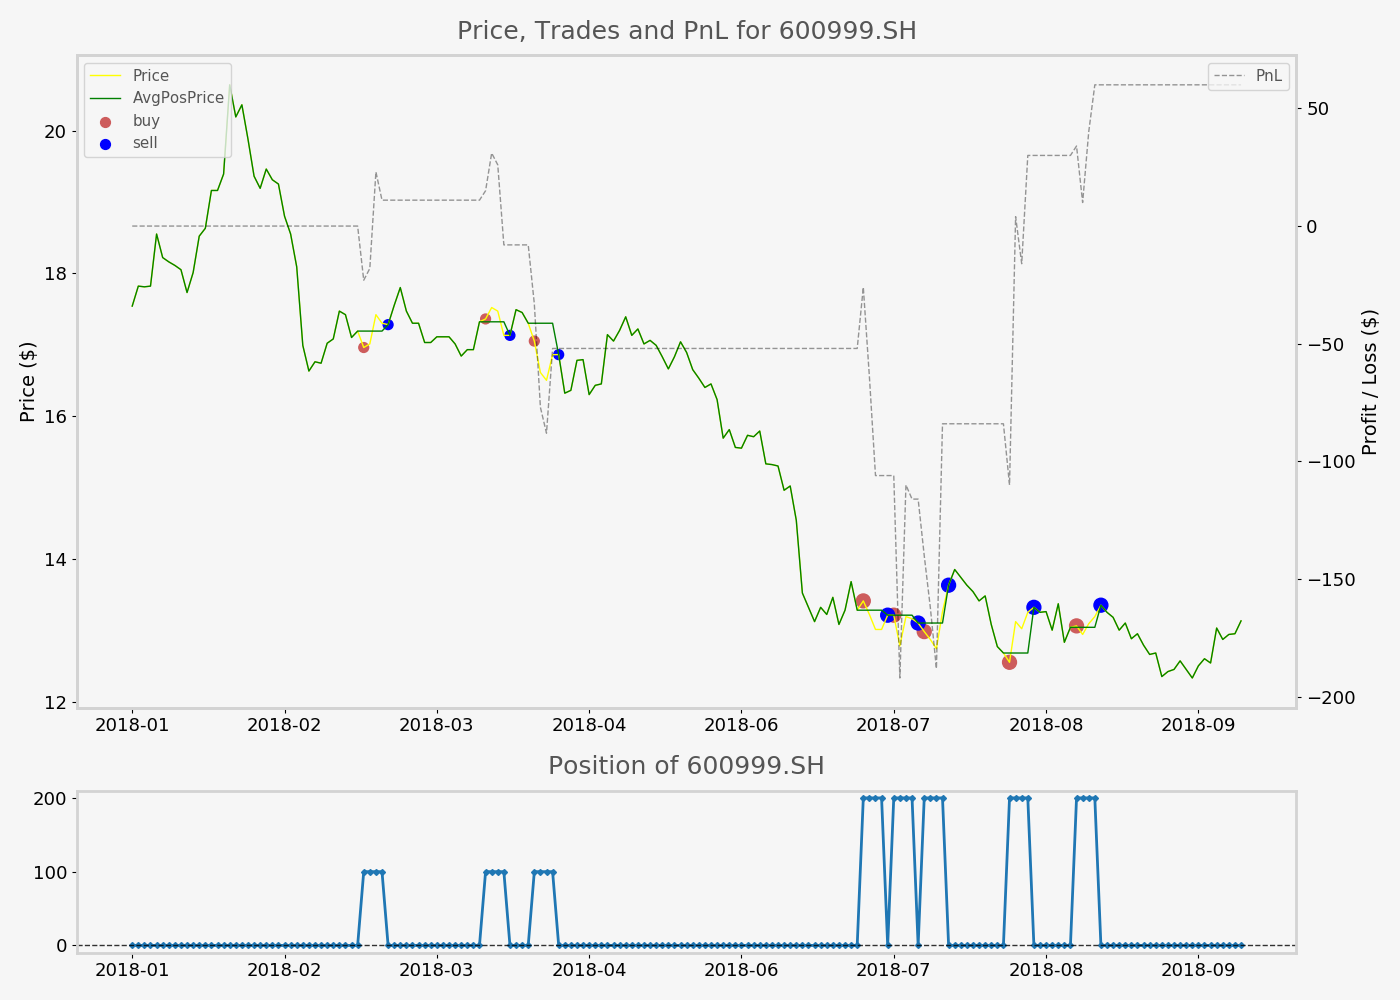 Price, Trades and PnL for 600999.SH
Price
AvgPosPrice
buy
sell
PnL
Price ($)
20
18
16
14
12
50
0
−50
−100
−150
−200
Profit / Loss ($)
2018-01 2018-02 2018-03 2018-04 2018-06 2018-07 2018-08 2018-09
Position of 600999.SH
200
100
0
2018-01 2018-02 2018-03 2018-04 2018-06 2018-07 2018-08 2018-09